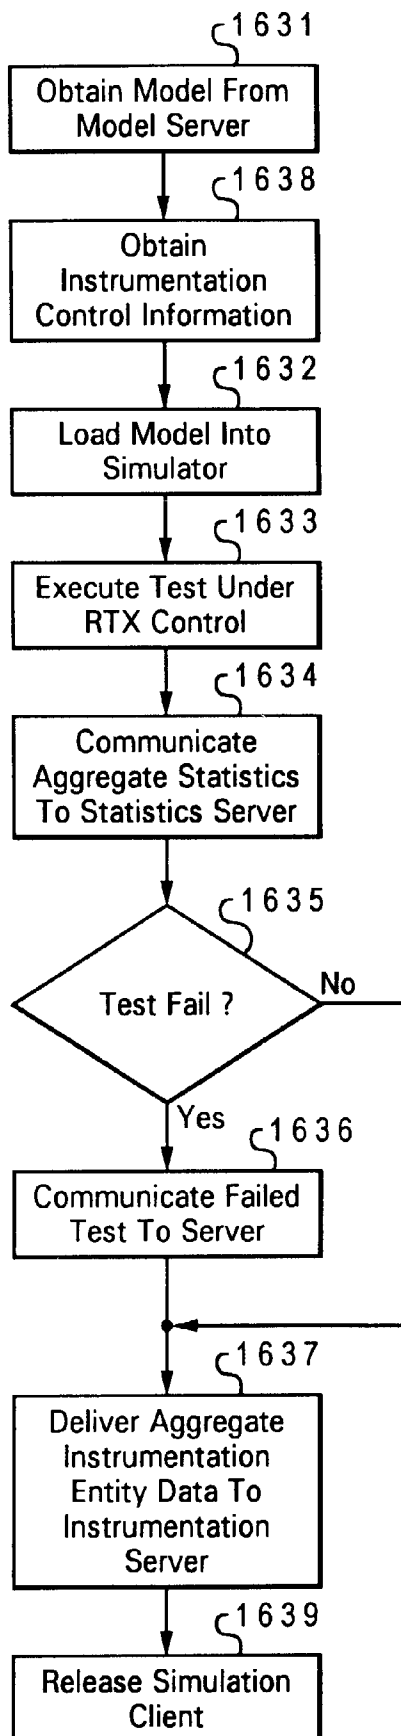 1631
Obtain Model From
Model Server
1638
Obtain
Instrumentation
Control Information
1632
Load Model Into
Simulator
1633
Execute Test Under
RTX Control
1634
Communicate
Aggregate Statistics
To Statistics Server
1635
Test Fail ?
No
Yes
1636
Communicate Failed
Test To Server
1637
Deliver Aggregate
Instrumentation
Entity Data To
Instrumentation
Server
1639
Release Simulation
Client